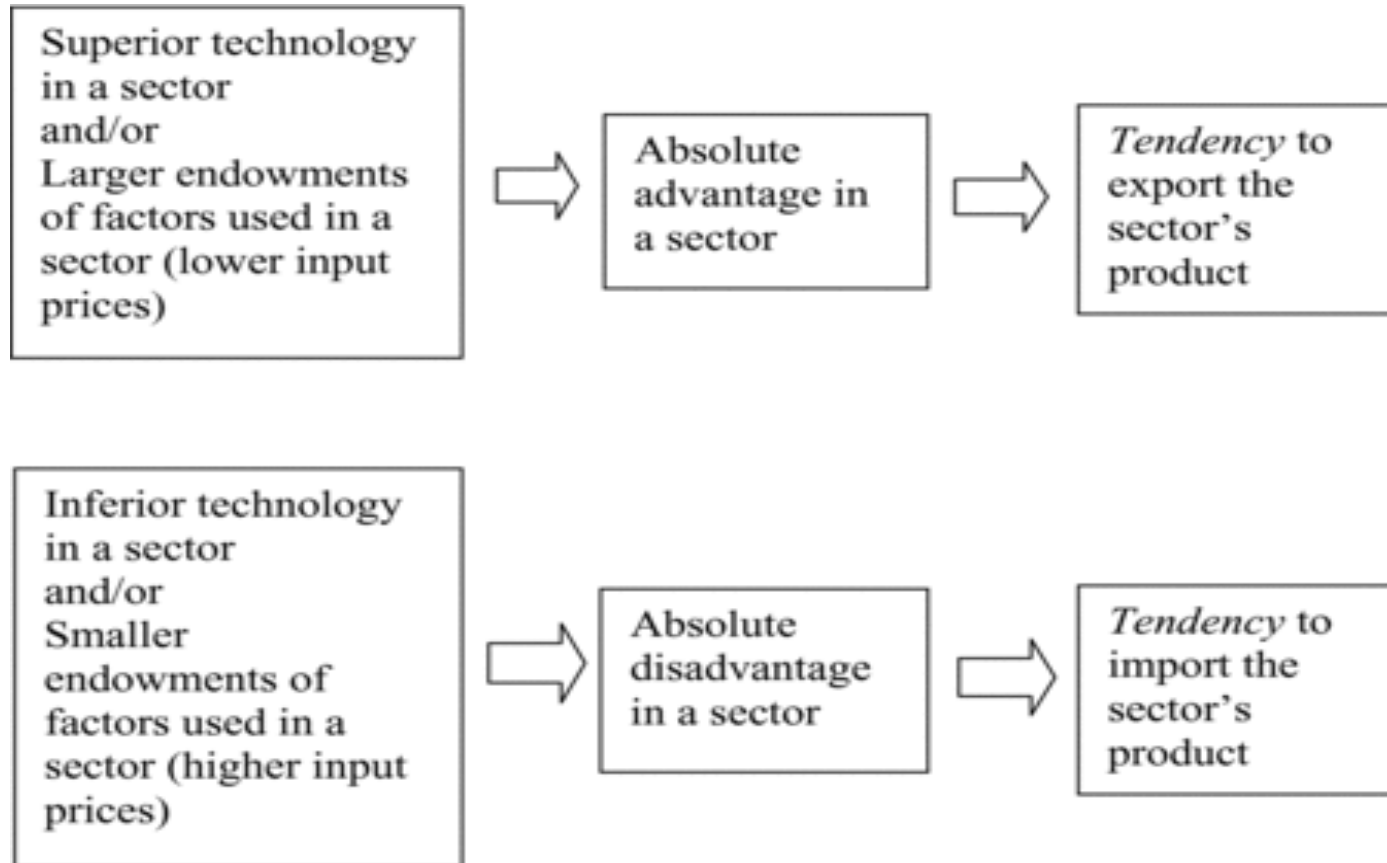 Superior technology
in a sector
and/or
Larger endowments
of factors used in a
sector (lower input
prices)
Absolute
advantage in
a sector
Tendency to
export the
sector’s
product
Inferior technology
in a sector
and/or
Smaller
endowments of
factors used in a
sector (higher input
prices)
Absolute
disadvantage
in a sector
Tendency to
import the
sector’s
product